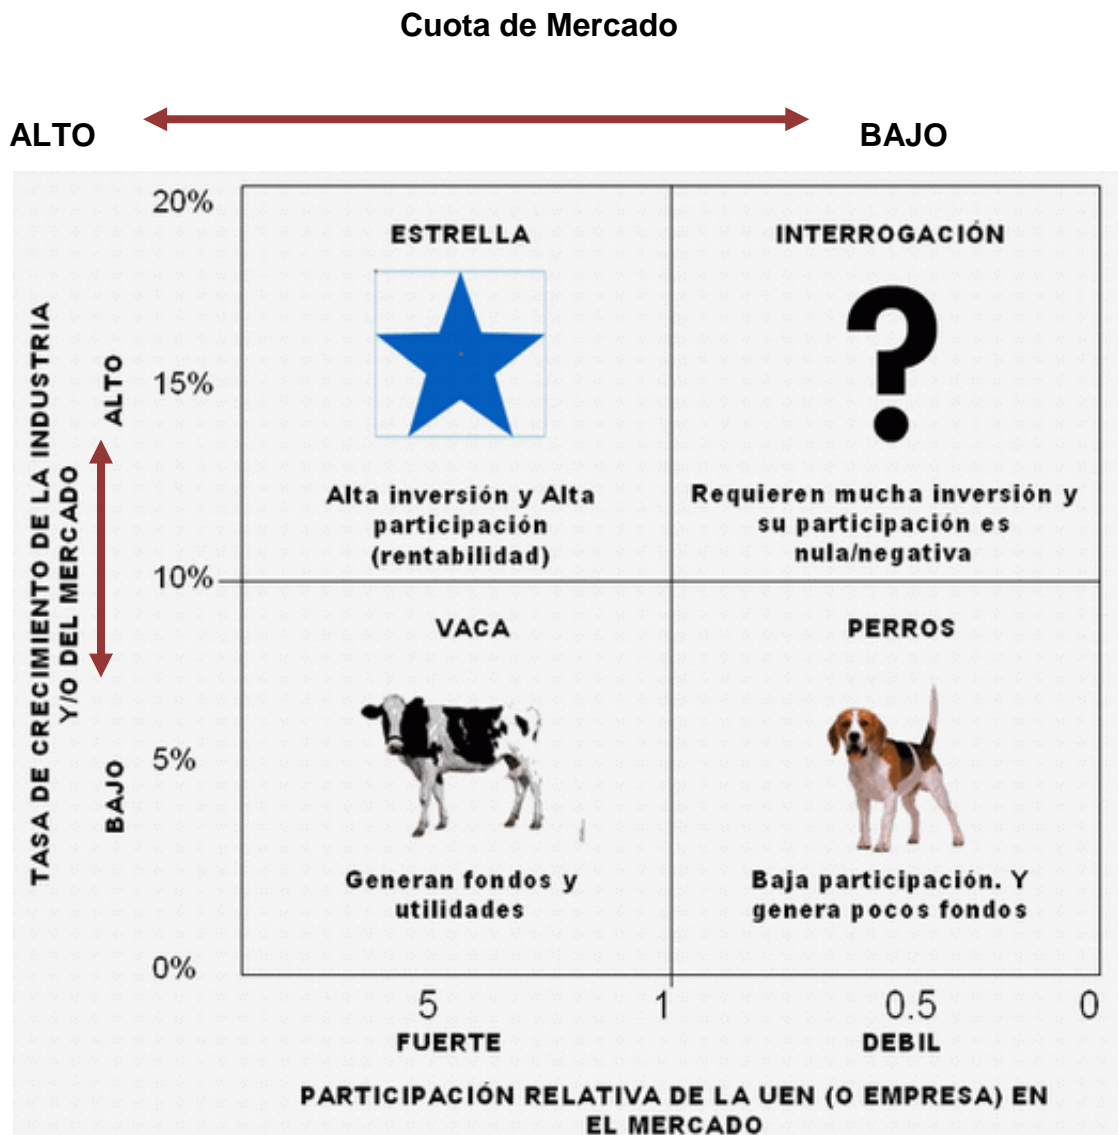 Cuota de Mercado
ALTO
BAJO
20%
15%
10%
5%
0%
TASA DE CRECIMIENTO DE LA INDUSTRIA
Y/O DEL MERCADO
ALTO
BAJO
ESTRELLA
Alta inversión y Alta
participación
(rentabilidad)
INTERROGACIÓN
?
Requieren mucha inversión y
su participación es
nula/negativa
VACA
Generan fondos y
utilidades
PERROS
Baja participación. Y
genera pocos fondos
5
1
0.5
0
FUERTE
DEBIL
PARTICIPACIÓN RELATIVA DE LA UEN (O EMPRESA) EN
EL MERCADO